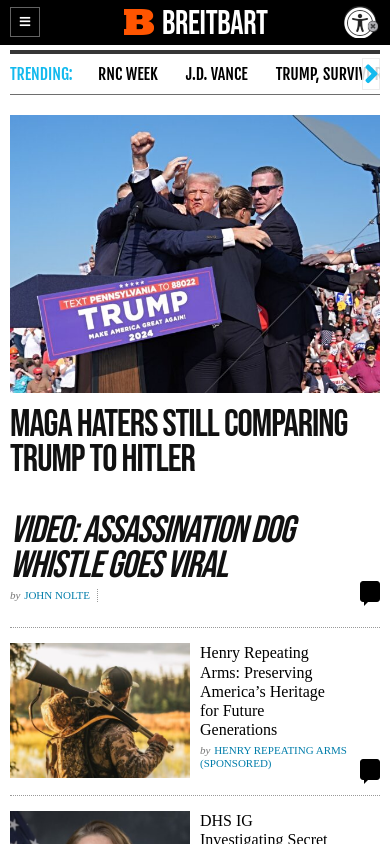 BREITBART
TRENDING:
RNC WEEK
J.D. VANCE
TRUMP, SURVIV
TEXT PENNSYLVANIA TO 88022
TRUMP
MAKE AMERICA GREAT AGAIN!
2024
MAGA HATERS STILL COMPARING
TRUMP TO HITLER
VIDEO: ASSASSINATION DOG
WHISTLE GOES VIRAL
by JOHN NOLTE
Henry Repeating
Arms: Preserving
America’s Heritage
for Future
Generations
by HENRY REPEATING ARMS
(SPONSORED)
DHS IG
Investigating Secret